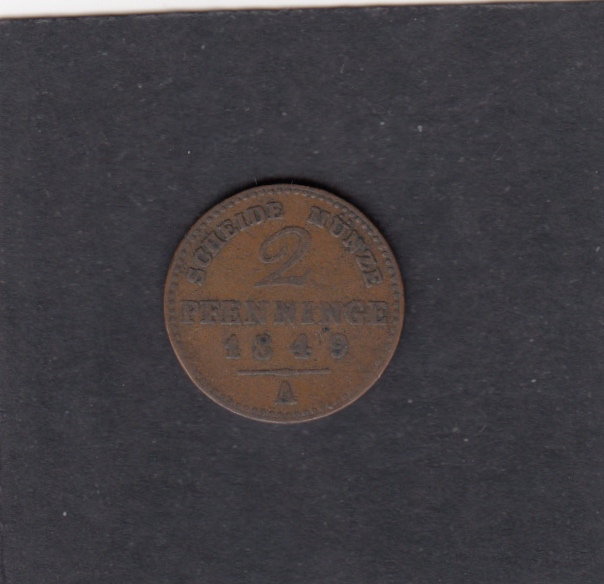 SCHEIDE MÜNZE
2
PFENNINGE
1849
A